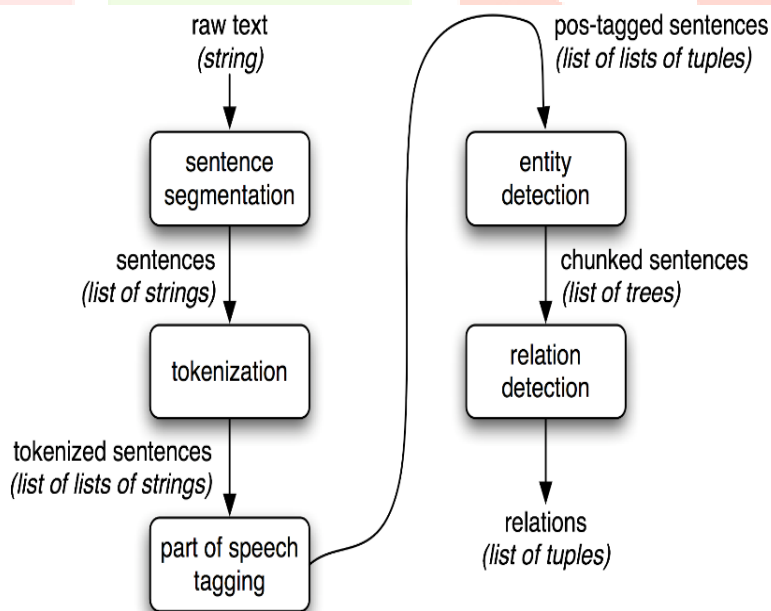 raw text
(string)
sentence
segmentation
sentences
(list of strings)
tokenization
tokenized sentences
(list of lists of strings)
part of speech
tagging
pos-tagged sentences
(list of lists of tuples)
entity
detection
chunked sentences
(list of trees)
relation
detection
relations
(list of tuples)